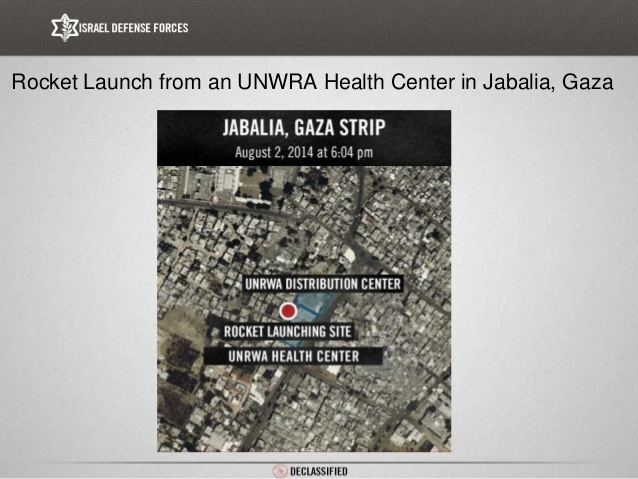 ISRAEL DEFENSE FORCES
Rocket Launch from an UNWRA Health Center in Jabalia, Gaza
JABALIA, GAZA STRIP
August 2, 2014 at 6:04 pm
UNRWA DISTRIBUTION CENTER
ROCKET LAUNCHING SITE
UNRWA HEALTH CENTER
DECLASSIFIED